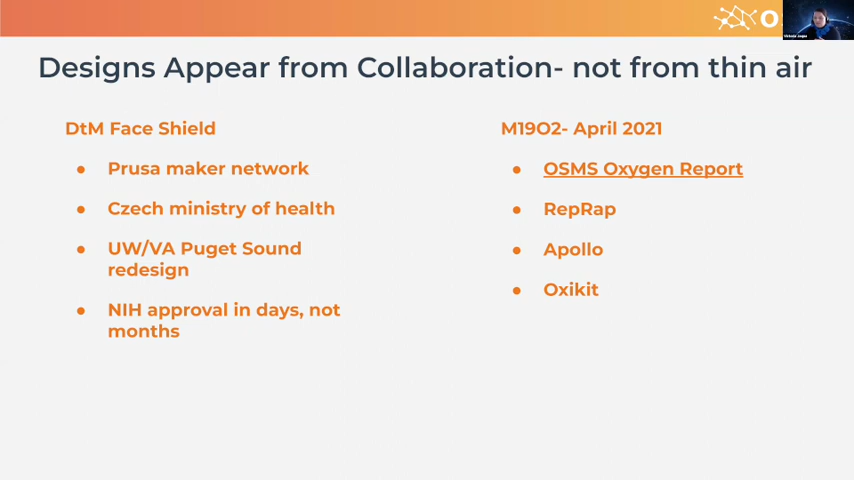 O
Designs Appear from Collaboration- not from thin air
DtM Face Shield
● Prusa maker network
● Czech ministry of health
● UW/VA Puget Sound
redesign
● NIH approval in days, not
months
M19O2- April 2021
● OSMS Oxygen Report
● RepRap
● Apollo
● Oxikit